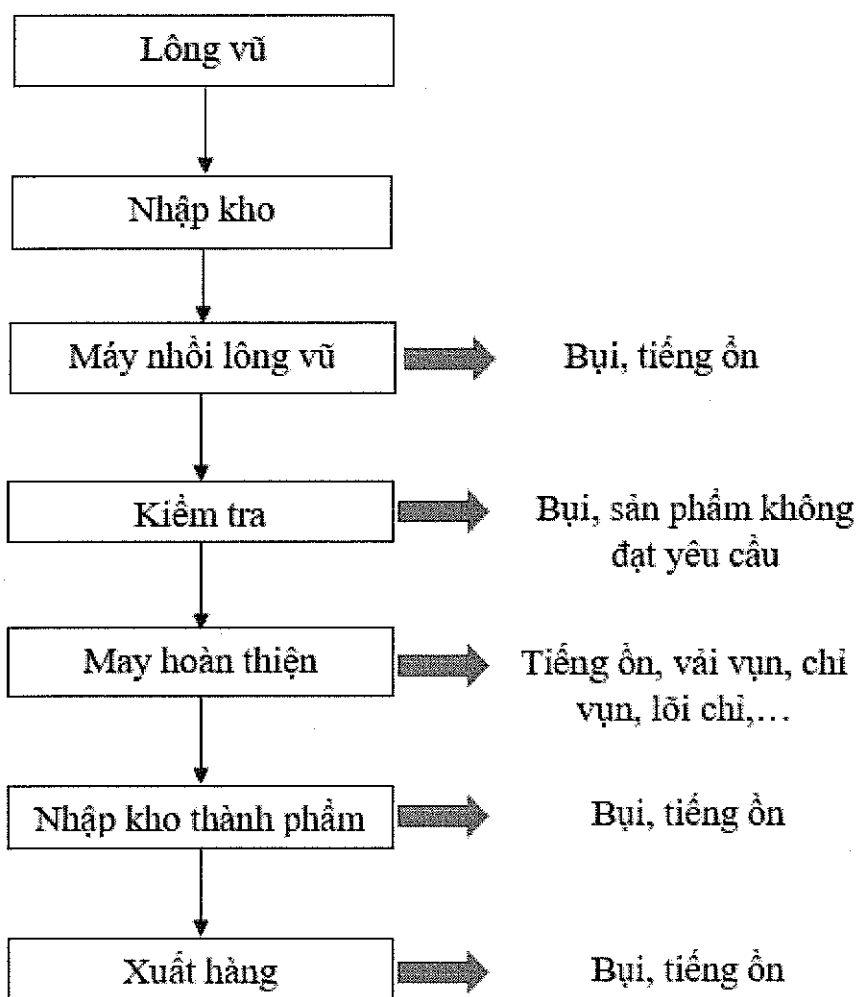 Lông vũ
Nhập kho
Máy nhồi lông vũ
Bụi, tiếng ồn
Kiểm tra
Bụi, sản phẩm không
đạt yêu cầu
May hoàn thiện
Tiếng ồn, vải vụn, chỉ
vụn, lõi chỉ,...
Nhập kho thành phẩm
Bụi, tiếng ồn
Xuất hàng
Bụi, tiếng ồn